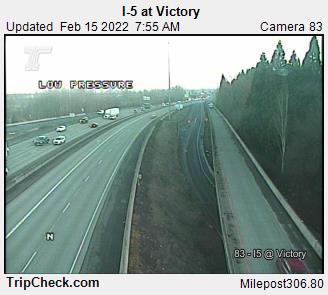 I-5 at Victory
Updated Feb 15 2022 7:55 AM Camera 83
LOW PRESSURE
N
83 - I5 @ Victory
TripCheck.com Milepost306.80